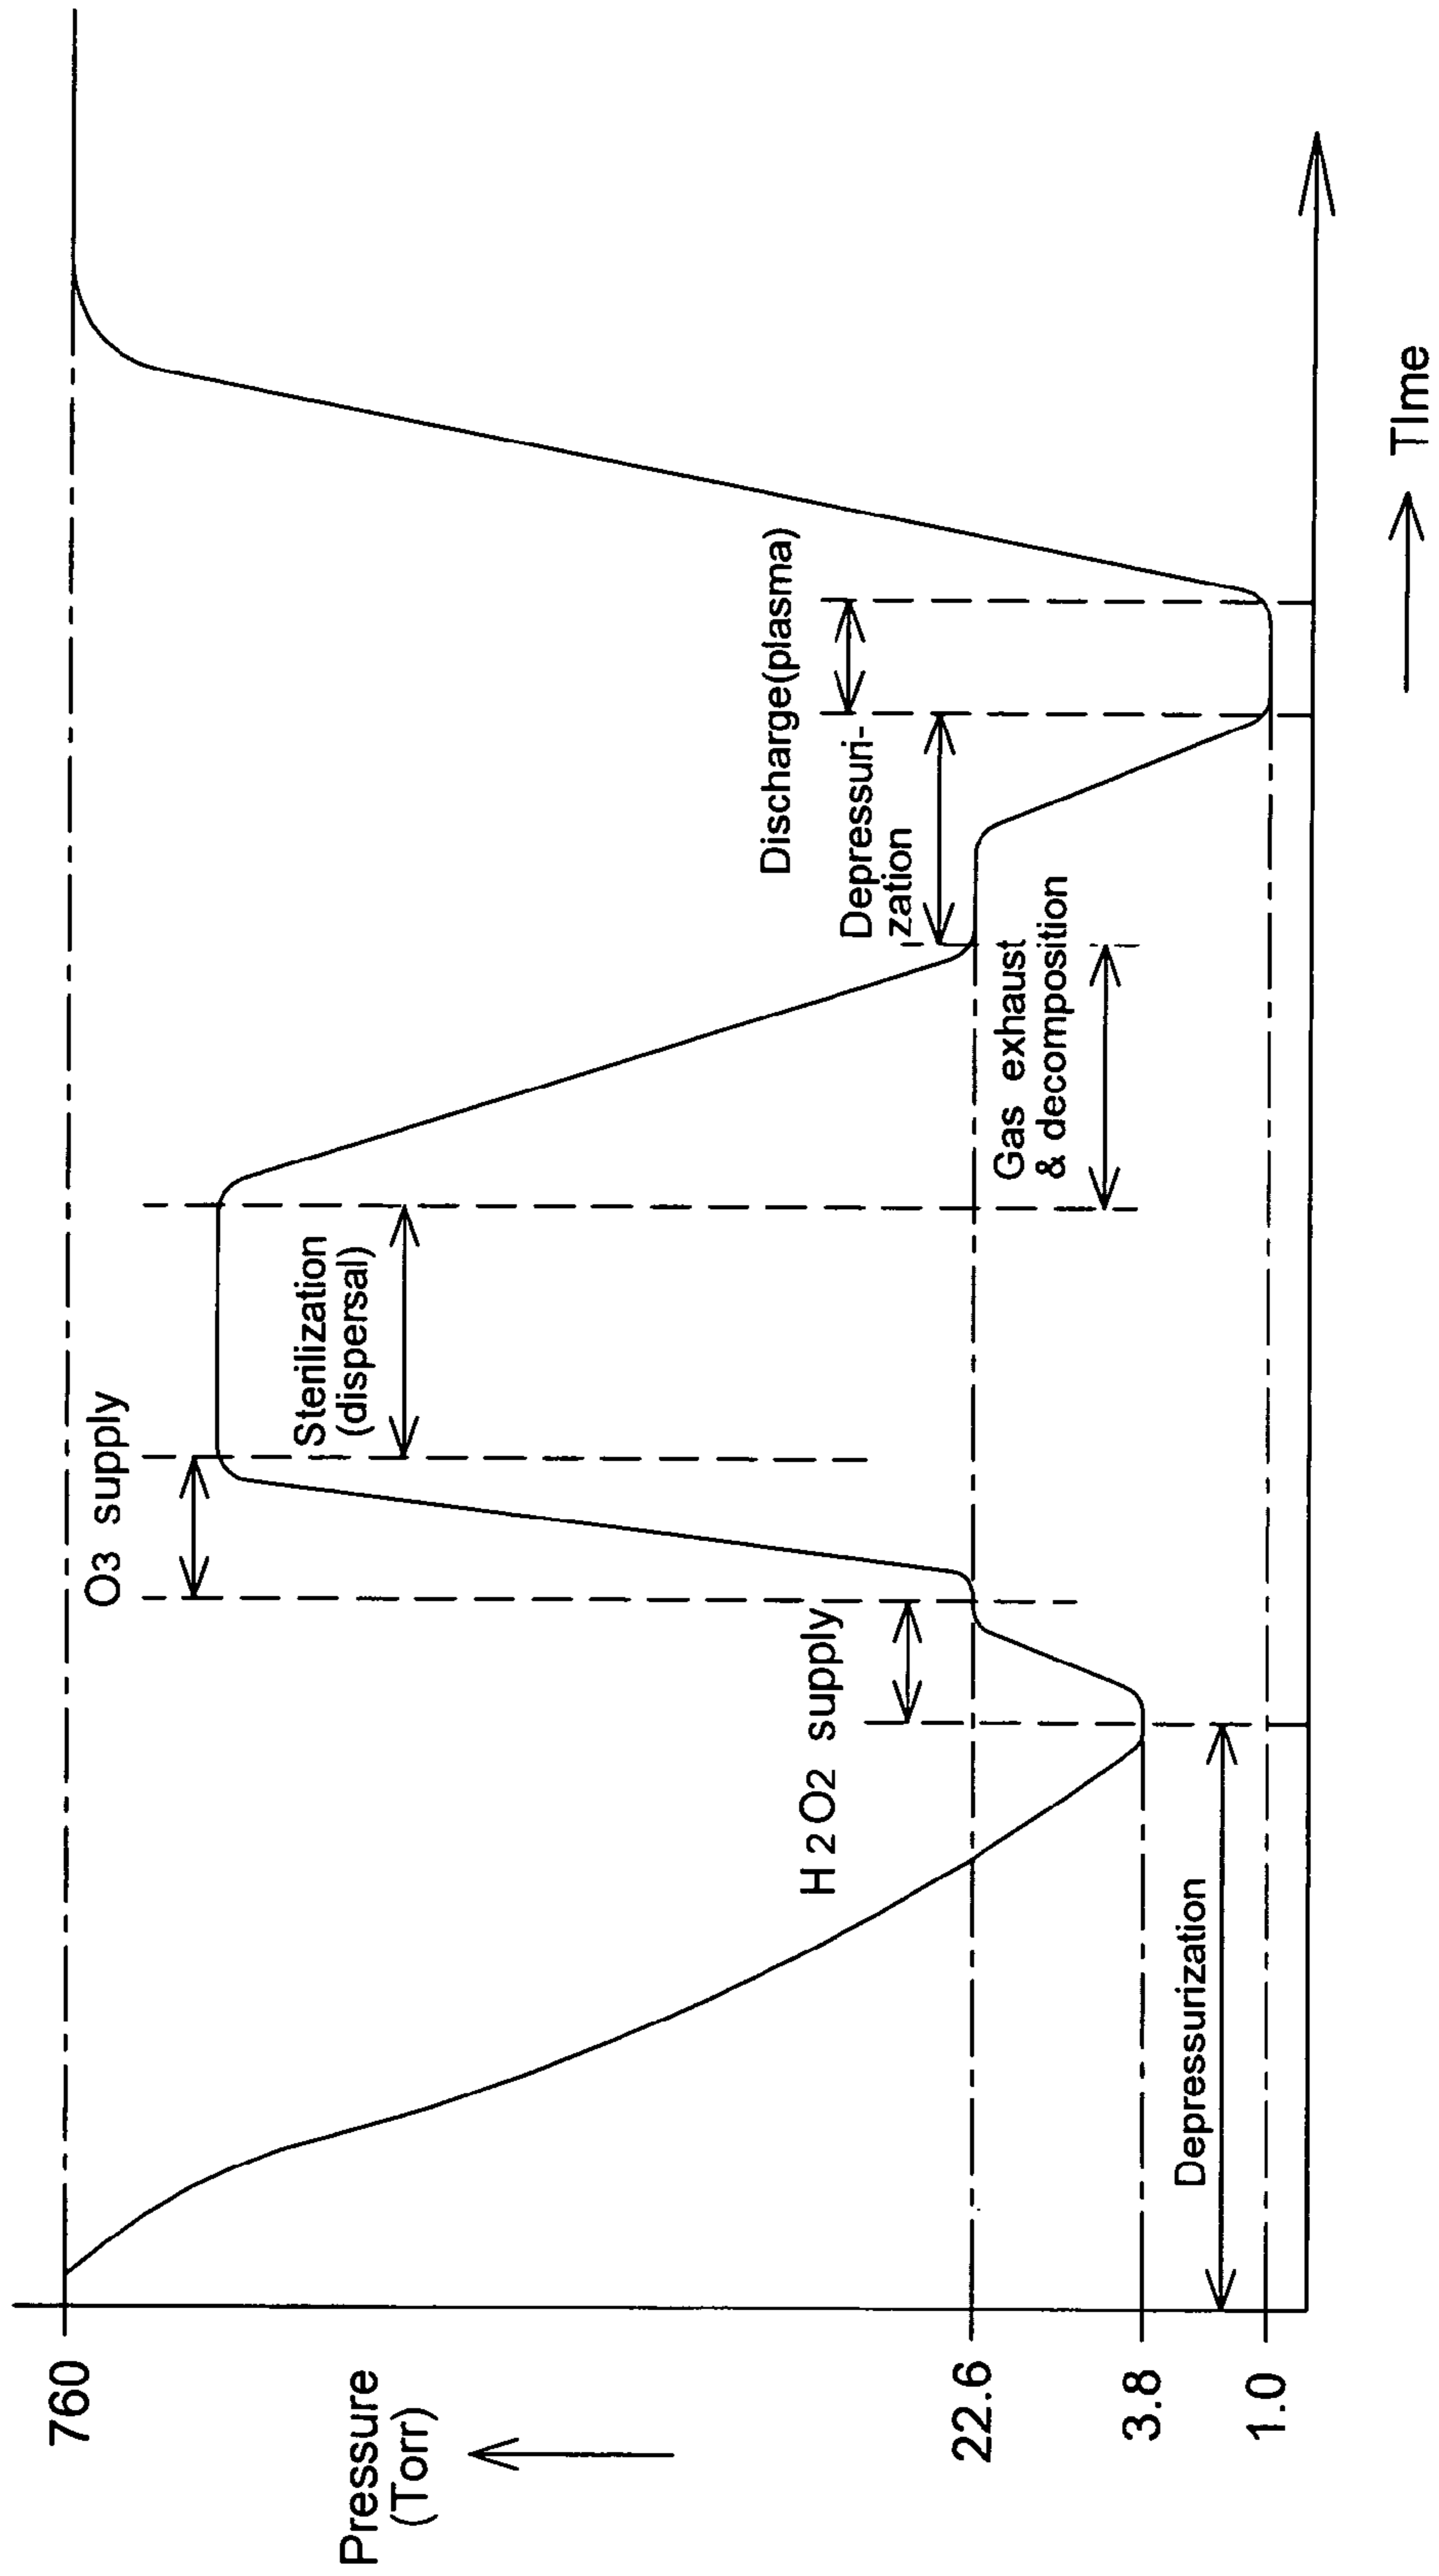 Pressure
(Torr)
760
22.6
3.8
1.0
Depressurization
H2O2 supply
O3 supply
Sterilization
(dispersal)
Gas exhaust
& decomposition
Depressuri-
zation
Discharge(plasma)
TIme